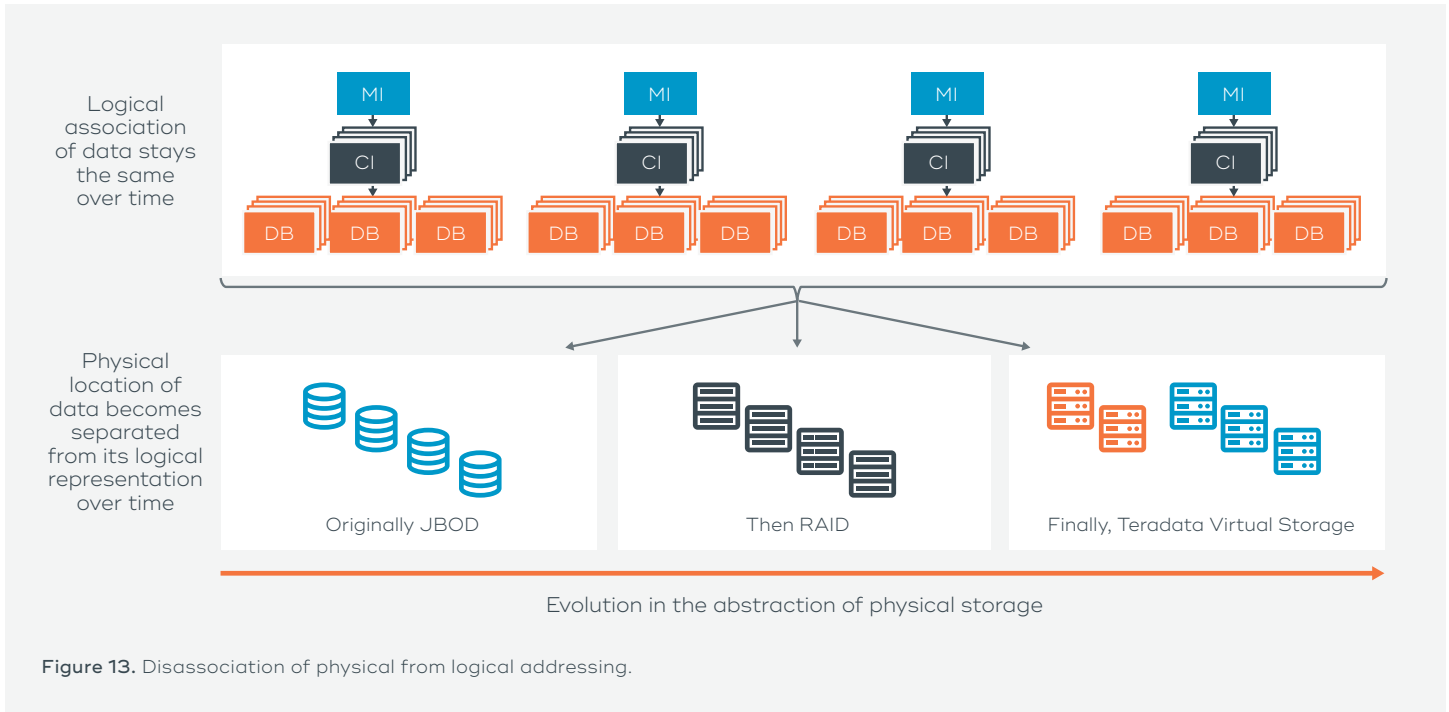 Logical
association
of data stays
the same
over time
MI
MI
MI
MI
CI
CI
CI
CI
DB DB DB
DB DB DB
DB DB DB
DB DB DB
Physical
location of
data becomes
separated
from its logical
representation
over time
Originally JBOD
Then RAID
Finally, Teradata Virtual Storage
Evolution in the abstraction of physical storage
Figure 13. Disassociation of physical from logical addressing.